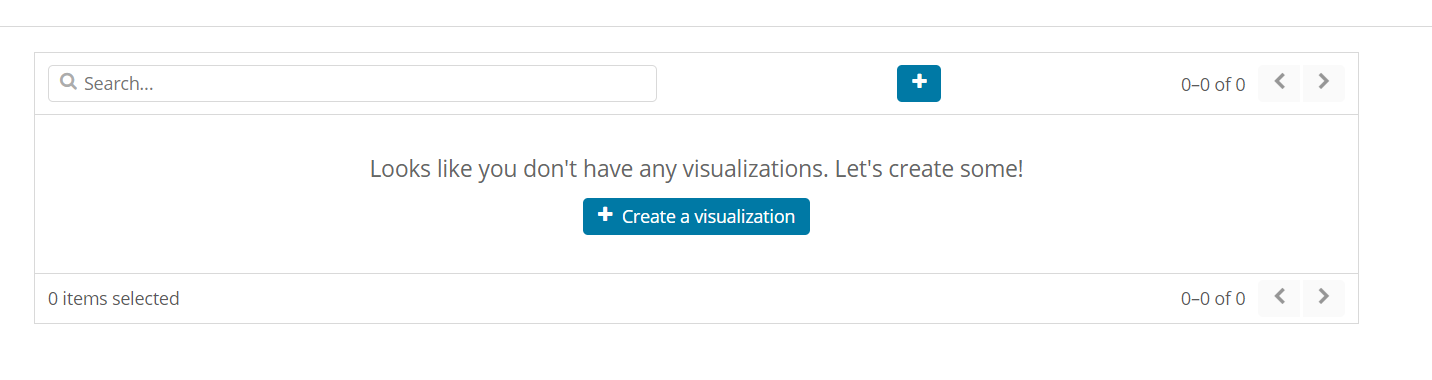 Search...
0–0 of 0
Looks like you don't have any visualizations. Let's create some!
Create a visualization
0 items selected
0–0 of 0